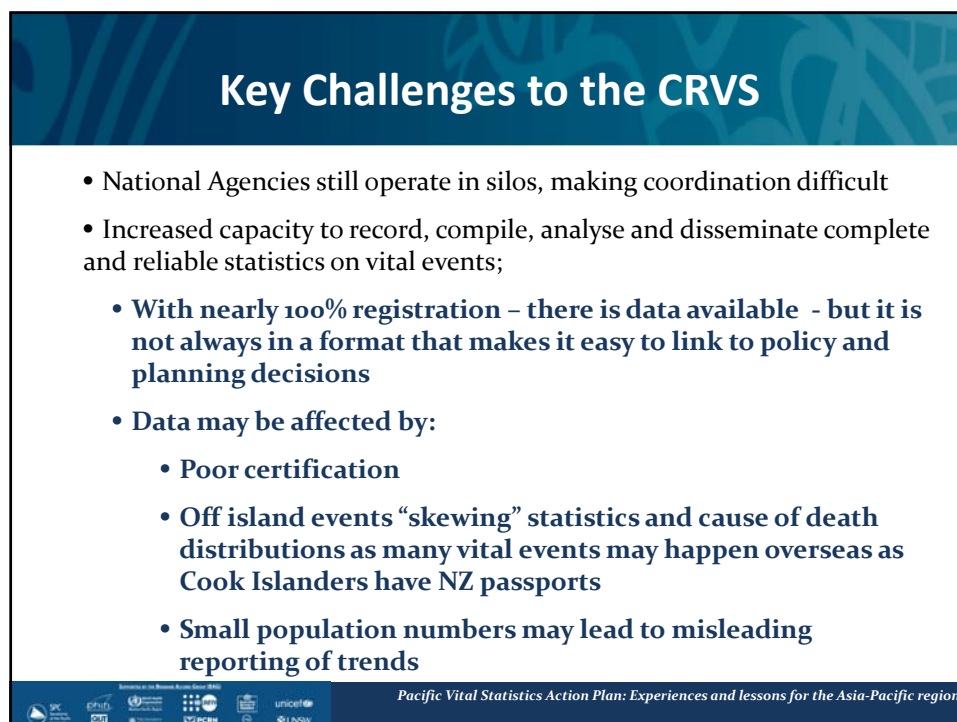 Key Challenges to the CRVS
• National Agencies still operate in silos, making coordination difficult
• Increased capacity to record, compile, analyse and disseminate complete
and reliable statistics on vital events;
• With nearly 100% registration – there is data available - but it is
not always in a format that makes it easy to link to policy and
planning decisions
• Data may be affected by:
• Poor certification
• Off island events “skewing” statistics and cause of death
distributions as many vital events may happen overseas as
Cook Islanders have NZ passports
• Small population numbers may lead to misleading
reporting of trends
Pacific Vital Statistics Action Plan: Experiences and lessons for the Asia-Pacific region
SPC
unicef
QUT
UNSW